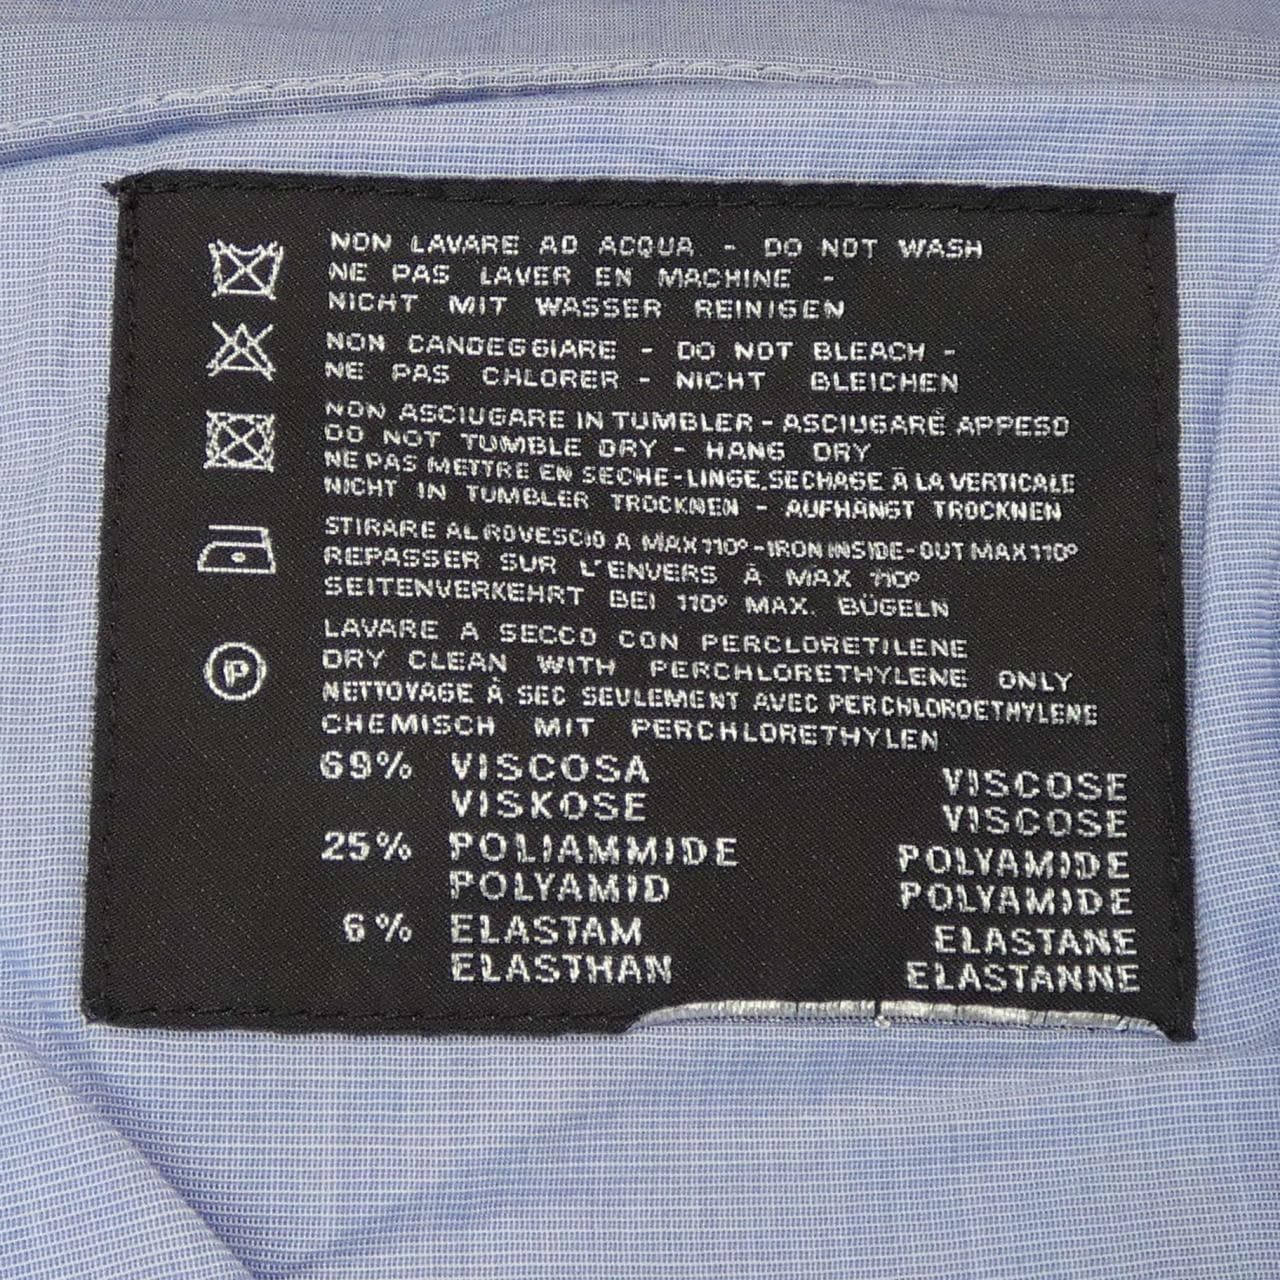 NON LAVARE AD ACQUA - DO NOT WASH
NE PAS LAVER EN MACHINE -
NICHT MIT WASSER REINIGEN
NON CANDEGGIARE - DO NOT BLEACH -
NE PAS CHLORER - NICHT BLEICHEN
NON ASCIUGARE IN TUMBLER - ASCIUGARE APPESO
DO NOT TUMBLE DRY - HANG DRY
NE PAS METTRE EN SECHE-LINGE, SECHAGE À LA VERTICALE
NICHT IN TUMBLER TROCKNEN - AUFHÄNGT TROCKNEN
STIRARE AL ROVESCIO A MAX 110° - IRON INSIDE-OUT MAX 110°
REPASSER SUR L'ENVERS À MAX 110°
SEITENVERKEHRT BEI 110° MAX. BÜGELN
P
LAVARE A SECCO CON PERCLORETILENE
DRY CLEAN WITH PERCHLORETHYLENE ONLY
NETTOYAGE À SEC SEULEMENT AVEC PERCHLOROETHYLENE
CHEMISCH MIT PERCHLORETHYLEN
69% VISCOSA VISCOSE
VISKOSE VISCOSE
25% POLIAMMIDE POLYAMIDE
POLYAMID POLYAMIDE
6% ELASTAM ELASTANE
ELASTHAN ELASTANNE